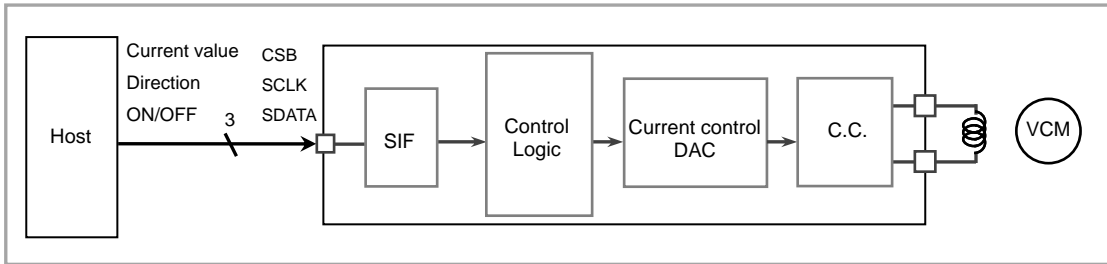 Current value
Direction
ON/OFF
CSB
SCLK
SDATA
3
Host
SIF
Control
Logic
Current control
DAC
C.C.
VCM